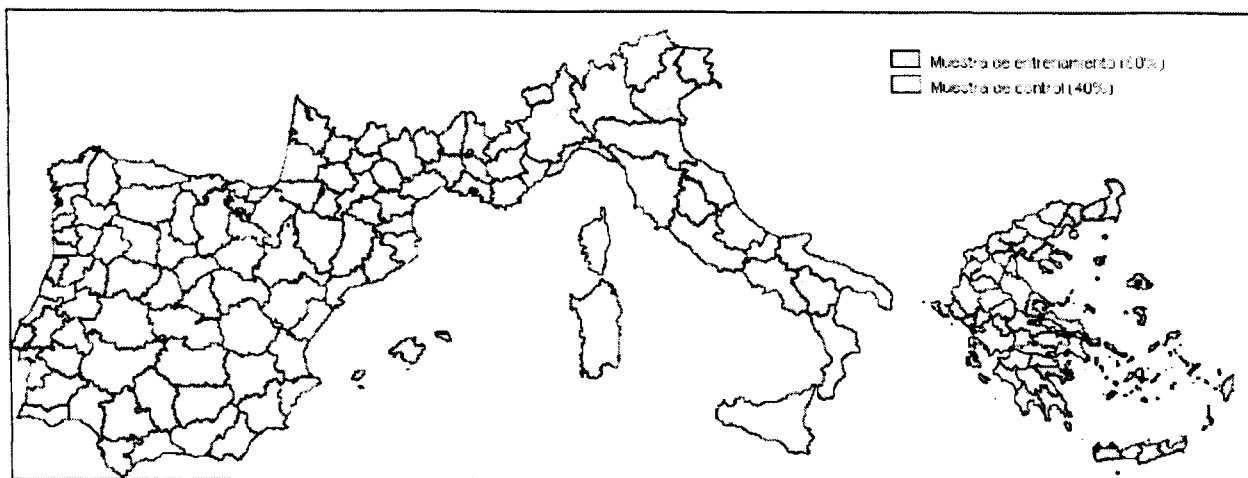 Muestra de entrenamiento (60%)
Muestra de control (40%)